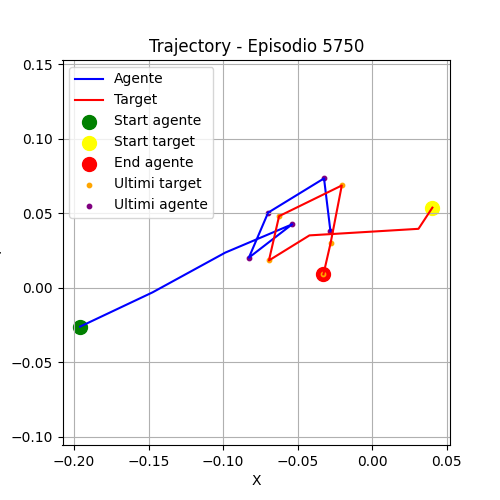 Trajectory - Episodio 5750
0.15
0.10
0.05
0.00
−0.05
−0.10
Agente
Target
Start agente
Start target
End agente
Ultimi target
Ultimi agente
−0.20
−0.15
−0.10
−0.05
0.00
0.05
X